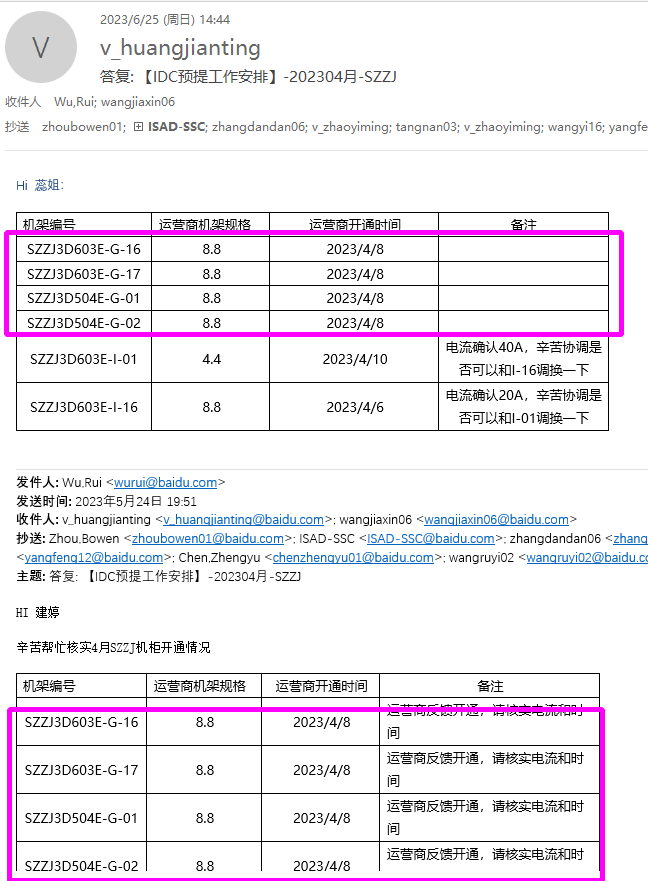 V
2023/6/25 (周日) 14:44
v_huangjianting
答复: 【IDC预提工作安排】-202304月-SZZJ
收件人 Wu,Rui; wangjiaxin06
抄送 zhoubowen01; ISAD-SSC; zhangdandan06; v_zhaoyiming; tangnan03; v_zhaoyiming; wangyi16; yangfe
Hi 蕊姐:
机架编号 运营商机架规格 运营商开通时间 备注
SZZJ3D603E-G-16 8.8 2023/4/8
SZZJ3D603E-G-17 8.8 2023/4/8
SZZJ3D504E-G-01 8.8 2023/4/8
SZZJ3D504E-G-02 8.8 2023/4/8
SZZJ3D603E-I-01 4.4 2023/4/10 电流确认40A，辛苦协调是
否可以和I-16调换一下
SZZJ3D603E-I-16 8.8 2023/4/6 电流确认20A，辛苦协调是
否可以和I-01调换一下
发件人: Wu,Rui <wurui@baidu.com>
发送时间: 2023年5月24日 19:51
收件人: v_huangjianting <v_huangjianting@baidu.com>; wangjiaxin06 <wangjiaxin06@baidu.com>
抄送: Zhou,Bowen <zhoubowen01@baidu.com>; ISAD-SSC <ISAD-SSC@baidu.com>; zhangdandan06 <zhang
<yangfeng12@baidu.com>; Chen,Zhengyu <chenzhengyu01@baidu.com>; wangruyi02 <wangruyi02@baidu.co
主题: 答复: 【IDC预提工作安排】-202304月-SZZJ
HI 建婷
辛苦帮忙核实4月SZZJ机柜开通情况
机架编号 运营商机架规格 运营商开通时间 备注
SZZJ3D603E-G-16 8.8 2023/4/8 运营商反馈开通，请核实电流和时
间
SZZJ3D603E-G-17 8.8 2023/4/8 运营商反馈开通，请核实电流和时
间
SZZJ3D504E-G-01 8.8 2023/4/8 运营商反馈开通，请核实电流和时
间
SZZJ3D504E-G-02 8.8 2023/4/8 运营商反馈开通，请核实电流和时